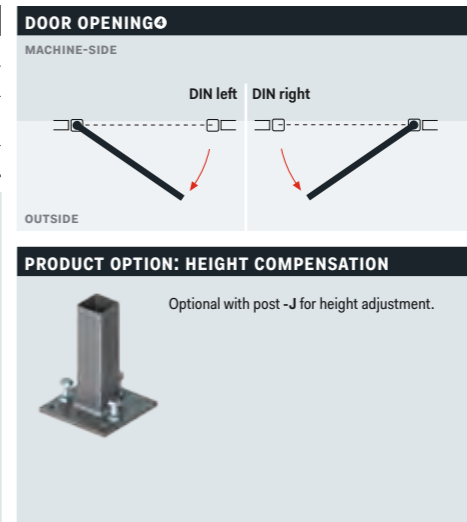 DOOR OPENING❹
MACHINE-SIDE
DIN left DIN right
OUTSIDE
PRODUCT OPTION: HEIGHT COMPENSATION
Optional with post -J for height adjustment.